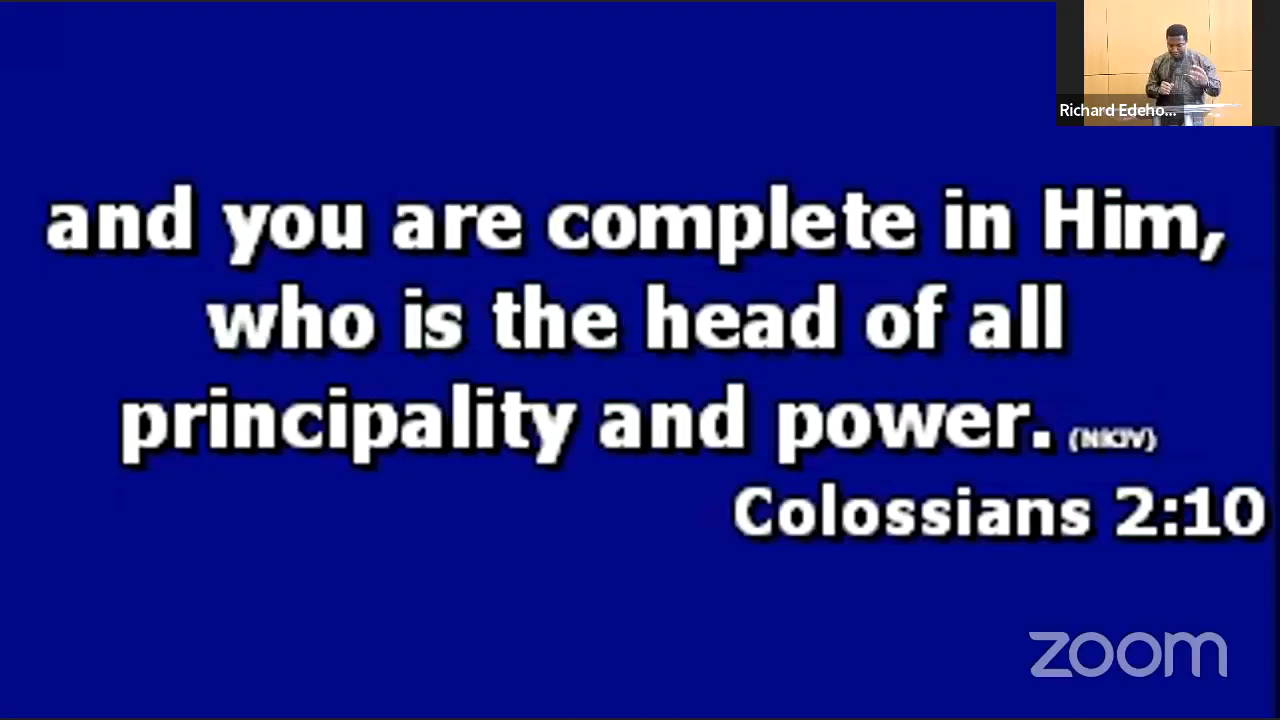 Richard Edeho...
and you are complete in Him,
who is the head of all
principality and power. (NKJV)
Colossians 2:10
zoom